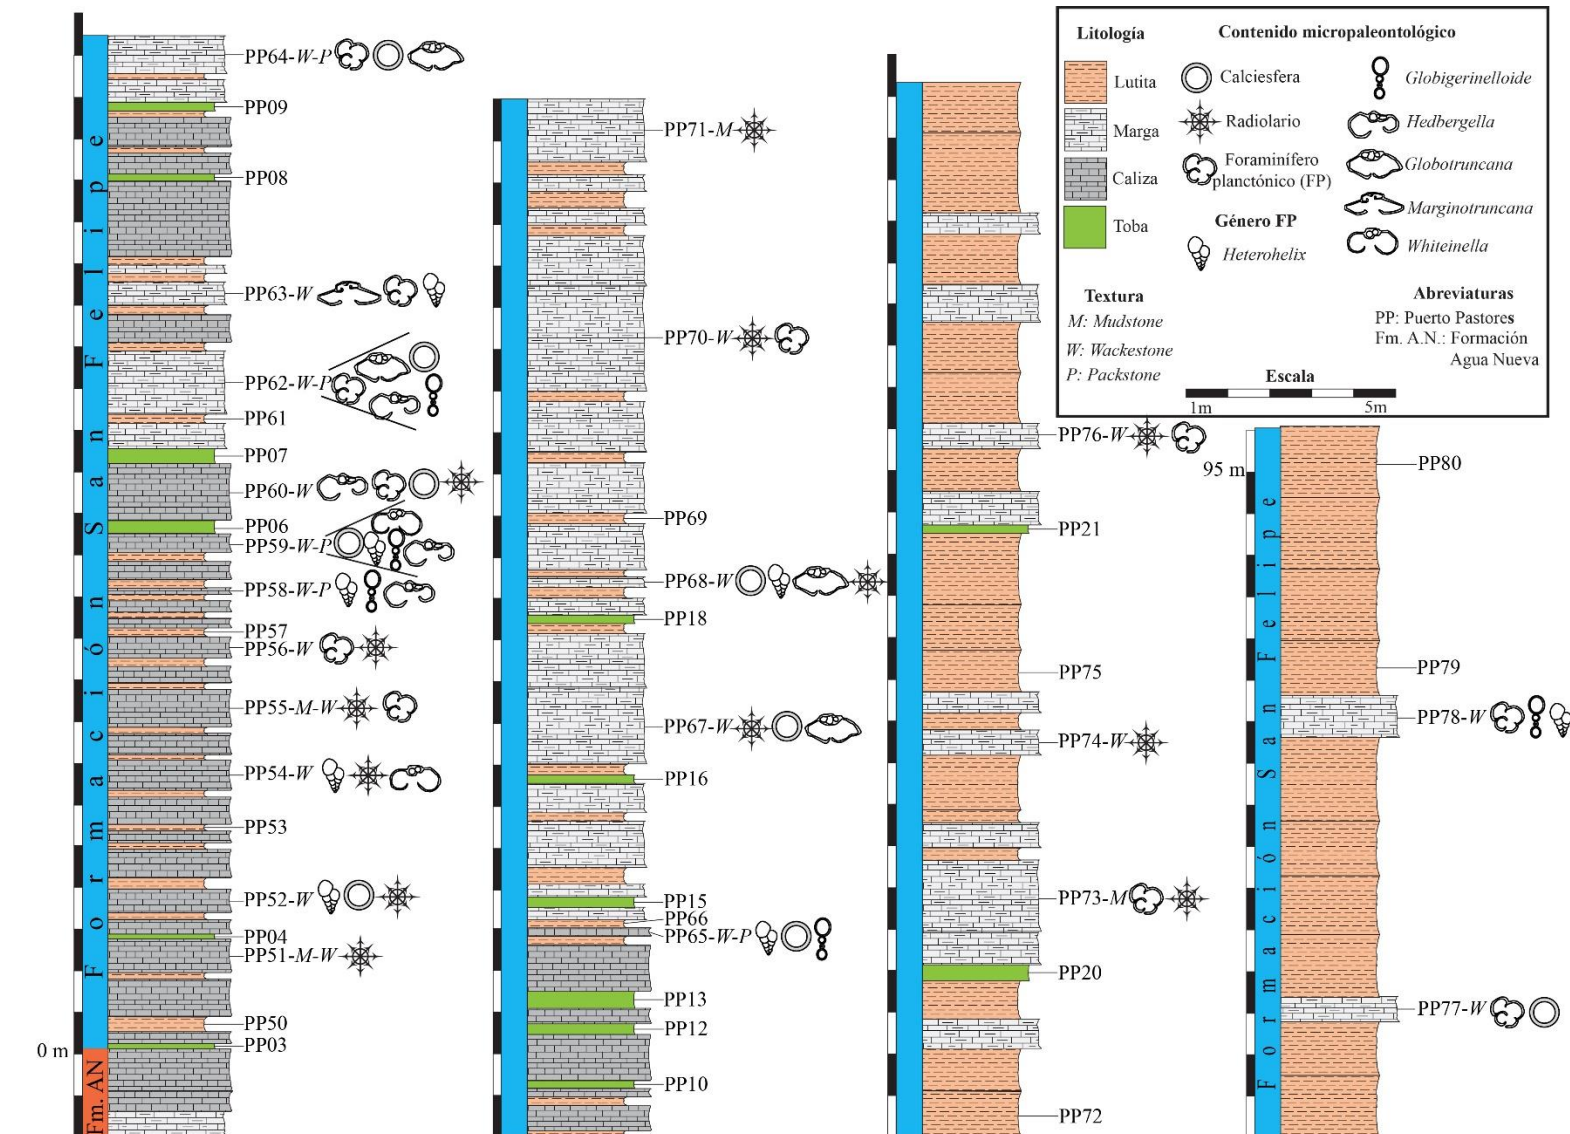 PP64-W-P
PP09
PP08
PP63-W
PP62-W-P
PP61
PP07
PP60-W
PP06
PP59-W-P
PP58-W-P
PP57
PP56-W
PP55-M-W
PP54-W
PP53
PP52-W
PP04
PP51-M-W
PP50
PP03
0 m
Formación San Felipe
Fm. AN
PP71-M
PP70-W
PP69
PP68-W
PP18
PP67-W
PP16
PP15
PP66
PP65-W-P
PP13
PP12
PP10
PP76-W
PP21
PP75
PP74-W
PP73-M
PP20
PP72
Litología
Lutita
Marga
Caliza
Toba
Contenido micropaleontológico
Calciesfera
Radiolario
Foraminífero
planctónico (FP)
Género FP
Heterohelix
Globigerinelloide
Hedbergella
Globotruncana
Marginotruncana
Whiteinella
Textura
M: Mudstone
W: Wackestone
P: Packstone
Abreviaturas
PP: Puerto Pastores
Fm. A.N.: Formación
Agua Nueva
Escala
1m 5m
95 m
PP80
PP79
PP78-W
PP77-W
Formación San Felipe